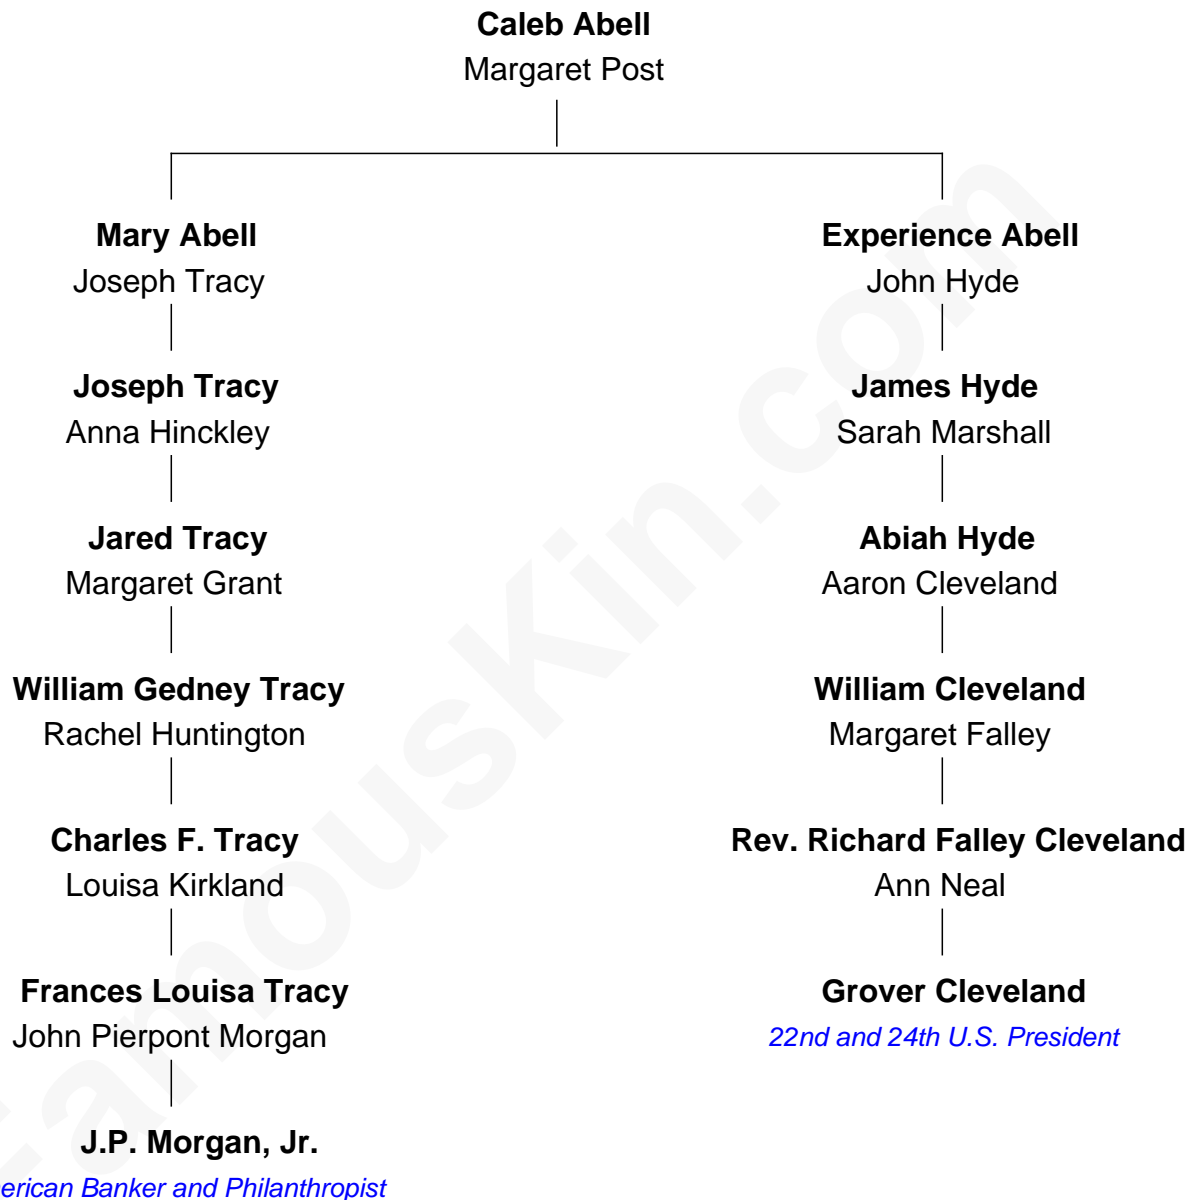 Caleb Abell
Margaret Post
Mary Abell
Joseph Tracy
Experience Abell
John Hyde
Joseph Tracy
Anna Hinckley
James Hyde
Sarah Marshall
Jared Tracy
Margaret Grant
Abiah Hyde
Aaron Cleveland
William Gedney Tracy
Rachel Huntington
William Cleveland
Margaret Falley
Charles F. Tracy
Louisa Kirkland
Rev. Richard Falley Cleveland
Ann Neal
Frances Louisa Tracy
John Pierpont Morgan
Grover Cleveland
22nd and 24th U.S. President
J.P. Morgan, Jr.
erican Banker and Philanthropist
FamousKin.com